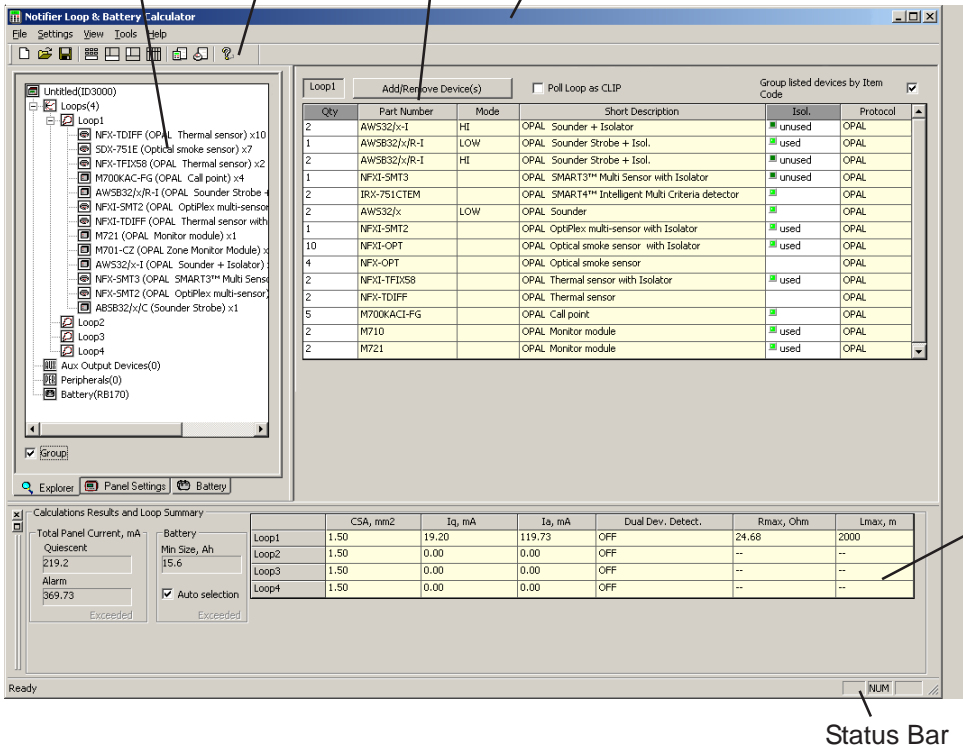 Notifier Loop & Battery Calculator
File Settings View Tools Help
Untitled(ID3000)
Loops(4)
Loop1
NFX-TDIFF (OPAL Thermal sensor) x10
SDX-751E (Optical smoke sensor) x7
NFX-TFIX58 (OPAL Thermal sensor) x2
M700KAC-FG (OPAL Call point) x4
AWSB32/x/R-I (OPAL Sounder Strobe +
NFXI-SMT2 (OPAL OptiPlex multi-sensor
NFXI-TDIFF (OPAL Thermal sensor with
M721 (OPAL Monitor module) x1
M701-CZ (OPAL Zone Monitor Module) x
AWS32/x-I (OPAL Sounder + Isolator)
NFX-SMT3 (OPAL SMART3™ Multi Sens
NFX-SMT2 (OPAL OptiPlex multi-sensor)
ABSB32/x/C (Sounder Strobe) x1
Loop2
Loop3
Loop4
Aux Output Devices(0)
Peripherals(0)
Battery(RB170)
Group
Explorer Panel Settings Battery
Loop1 Add/Remove Device(s) Poll Loop as CLIP Group listed devices by Item Code
Qty Part Number Mode Short Description Isol. Protocol
2 AWS32/x-I HI OPAL Sounder + Isolator unused OPAL
1 AWSB32/x/R-I LOW OPAL Sounder Strobe + Isol. used OPAL
2 AWSB32/x/R-I HI OPAL Sounder Strobe + Isol. unused OPAL
1 NFXI-SMT3 OPAL SMART3™ Multi Sensor with Isolator unused OPAL
2 IRX-751CTEM OPAL SMART4™ Intelligent Multi Criteria detector OPAL
2 AWS32/x LOW OPAL Sounder OPAL
1 NFXI-SMT2 OPAL OptiPlex multi-sensor with Isolator used OPAL
10 NFXI-OPT OPAL Optical smoke sensor with Isolator used OPAL
4 NFX-OPT OPAL Optical smoke sensor OPAL
2 NFXI-TFIX58 OPAL Thermal sensor with Isolator used OPAL
2 NFX-TDIFF OPAL Thermal sensor OPAL
5 M700KACI-FG OPAL Call point OPAL
2 M710 OPAL Monitor module used OPAL
2 M721 OPAL Monitor module used OPAL
Calculations Results and Loop Summary
Total Panel Current, mA
Quiescent
219.2
Alarm
369.73
Exceeded
Battery
Min Size, Ah
15.6
Auto selection
Exceeded
CSA, mm2 Iq, mA Ia, mA Dual Dev. Detect. Rmax, Ohm Lmax, m
Loop1 1.50 19.20 119.73 OFF 24.68 2000
Loop2 1.50 0.00 0.00 OFF -- --
Loop3 1.50 0.00 0.00 OFF -- --
Loop4 1.50 0.00 0.00 OFF -- --
Ready NUM
Status Bar